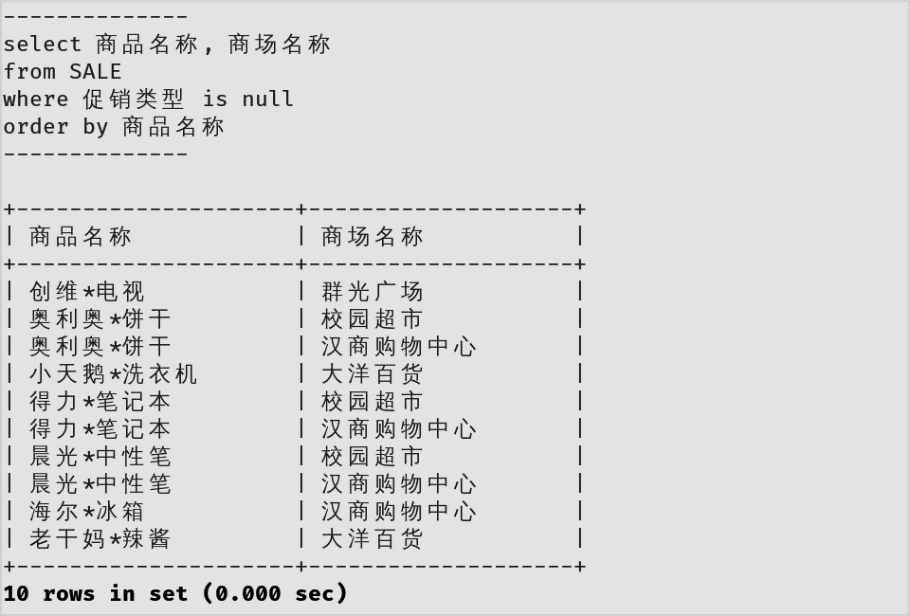 --------------
select 商品名称, 商场名称
from SALE
where 促销类型 is null
order by 商品名称
--------------
+---------------------+--------------------+
| 商品名称 | 商场名称 |
+---------------------+--------------------+
| 创维*电视 | 群光广场 |
| 奥利奥*饼干 | 校园超市 |
| 奥利奥*饼干 | 汉商购物中心 |
| 小天鹅*洗衣机 | 大洋百货 |
| 得力*笔记本 | 校园超市 |
| 得力*笔记本 | 汉商购物中心 |
| 晨光*中性笔 | 校园超市 |
| 晨光*中性笔 | 汉商购物中心 |
| 海尔*冰箱 | 汉商购物中心 |
| 老干妈*辣酱 | 大洋百货 |
+---------------------+--------------------+
10 rows in set (0.000 sec)